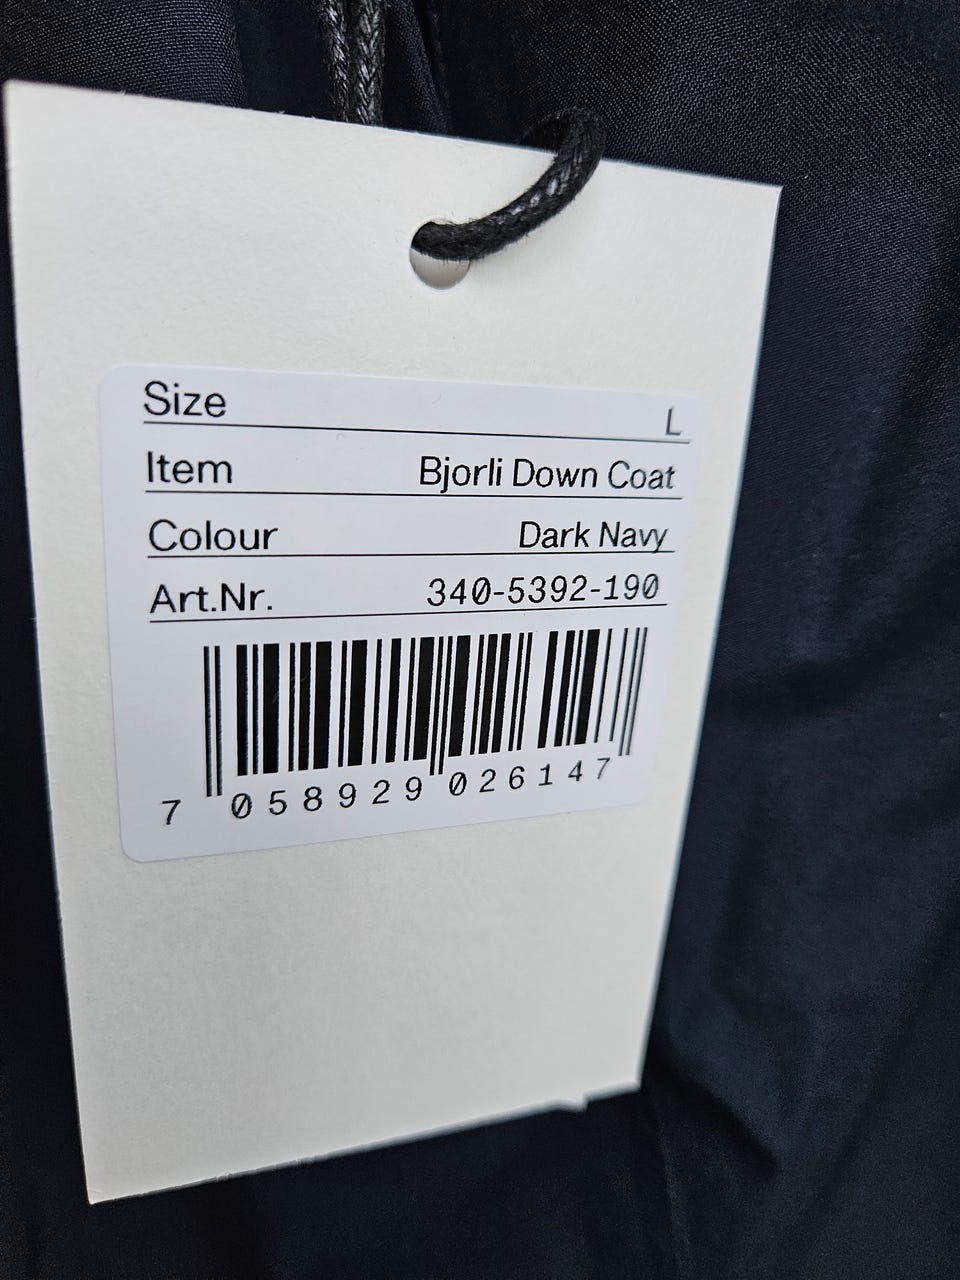 Size L
Item Bjorli Down Coat
Colour Dark Navy
Art.Nr. 340-5392-190
7 058929 026147